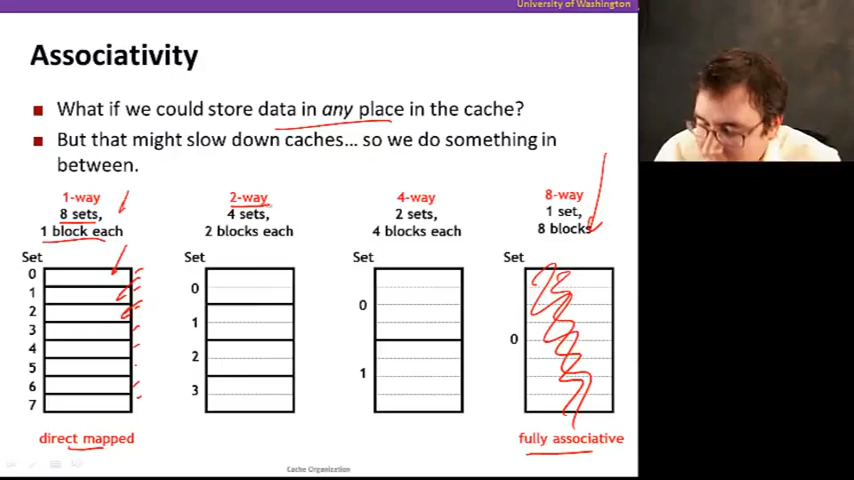 University of Washington
Associativity
What if we could store data in any place in the cache?
But that might slow down caches... so we do something in
between.
1-way
8 sets,
1 block each
2-way
4 sets,
2 blocks each
4-way
2 sets,
4 blocks each
8-way
1 set,
8 blocks
Set
0
1
2
3
4
5
6
7
Set
0
1
2
3
Set
0
1
Set
0
direct mapped
fully associative
Cache Organization